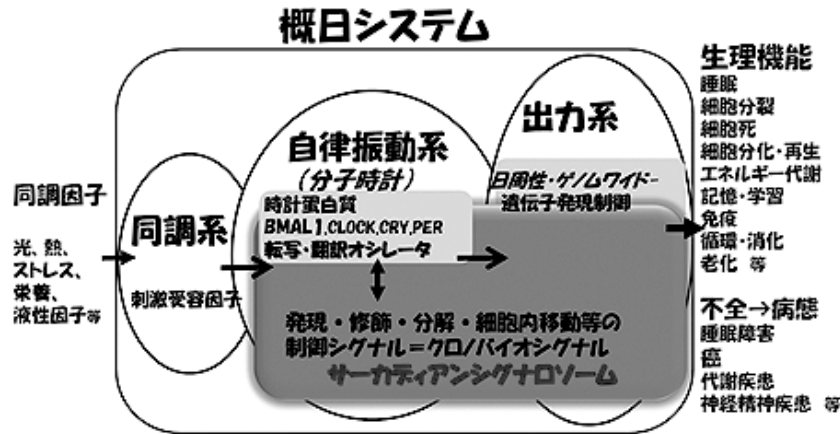 概日システム
同調因子
光、熱、
ストレス、
栄養、
液性因子等
同調系
刺激受容因子
自律振動系
(分子時計)
時計蛋白質
BMAL1,CLOCK,CRY,PER
転写・翻訳オシレータ
出力系
日周性・ゲノムワイド-
遺伝子発現制御
発現・修飾・分解・細胞内移動等の
制御シグナル=クロノバイオシグナル
サーカディアンシグナロソーム
生理機能
睡眠
細胞分裂
細胞死
細胞分化・再生
エネルギー代謝
記憶・学習
免疫
循環・消化
老化 等
不全→病態
睡眠障害
癌
代謝疾患
神経精神疾患 等